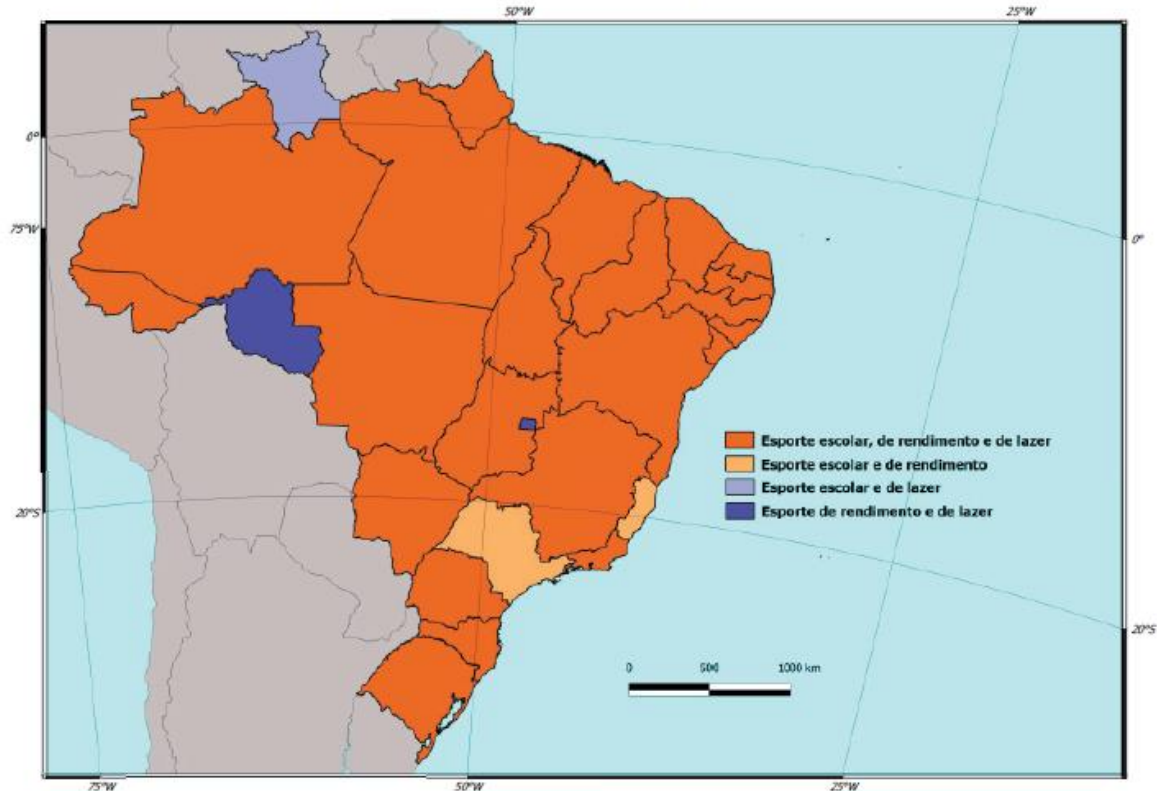 50°W
25°W
0°
75°W
0°
Esporte escolar, de rendimento e de lazer
Esporte escolar e de rendimento
Esporte escolar e de lazer
Esporte de rendimento e de lazer
20°S
20°S
0 500 1000 km
75°W
50°W
25°W